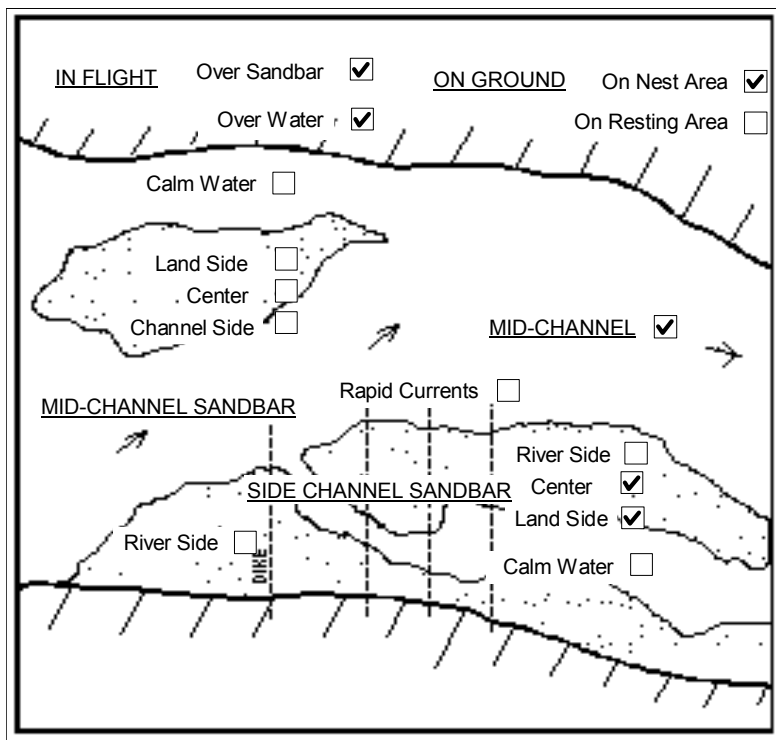 IN FLIGHT Over Sandbar ☑ ON GROUND On Nest Area ☑
Over Water ☑ On Resting Area ☐
Calm Water ☐
Land Side ☐
Center ☐
Channel Side ☐
MID-CHANNEL ☑
Rapid Currents ☐
MID-CHANNEL SANDBAR
River Side ☐
SIDE CHANNEL SANDBAR Center ☑
Land Side ☑
River Side ☐
DIKE
Calm Water ☐